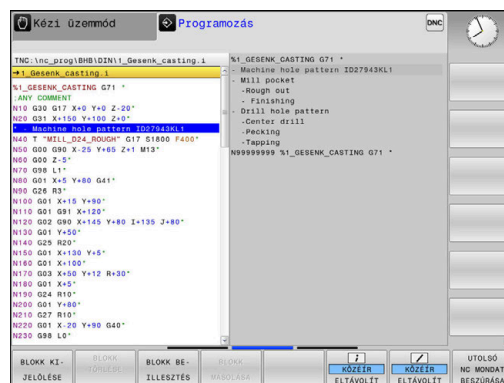 Kézi üzemmód
Programozás
DNC
TNC:\nc_prog\BHB\DIN\1_Gesenk_casting.i
→1_Gesenk_casting.i
%1_GESENK_CASTING G71 *
;ANY COMMENT
N10 G30 G17 X+0 Y+0 Z-20*
N20 G31 X+150 Y+100 Z+0*
* - Machine hole pattern ID27943KL1
N40 T "MILL_D24_ROUGH" G17 S1800 F400*
N50 G00 G90 X-25 Y+65 Z+1 M13*
N60 G00 Z-5*
N70 G98 L1*
N80 G01 X+5 Y+80 G41*
N90 G26 R3*
N100 G01 X+15 Y+90*
N110 G01 G91 X+120*
N120 G02 G90 X+145 Y+80 I+135 J+80*
N130 G01 Y+50*
N140 G25 R20*
N150 G01 X+130 Y+5*
N160 G01 X+100*
N170 G03 X+50 Y+12 R+30*
N180 G01 X+5*
N190 G24 R10*
N200 G01 Y+80*
N210 G27 R10*
N220 G01 X-20 Y+90 G40*
N230 G98 L0*
%1_GESENK_CASTING G71 *
- Machine hole pattern ID27943KL1
- Mill pocket
-Rough out
- Finishing
- Drill hole pattern
-Center drill
-Pecking
-Tapping
N99999999 %1_GESENK_CASTING G71 *
BLOKK KI-
JELÖLÉSE
BLOKK
TÖRLÉSE
BLOKK BE-
ILLESZTÉS
BLOKK
MÁSOLÁSA
KÖZÉÍR
ELTÁVOLÍT
KÖZÉÍR
ELTÁVOLÍT
UTOLSÓ
NC MONDAT
BESZÚRÁS